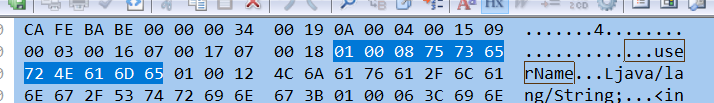 CA FE BA BE 00 00 00 34 00 19 0A 00 04 00 15 09 .......4........
00 03 00 16 07 00 17 07 00 18 01 00 08 75 73 65 .............use
72 4E 61 6D 65 01 00 12 4C 6A 61 76 61 2F 6C 61 rName...Ljava/la
6E 67 2F 53 74 72 69 6E 67 3B 01 00 06 3C 69 6E ng/String;...<in